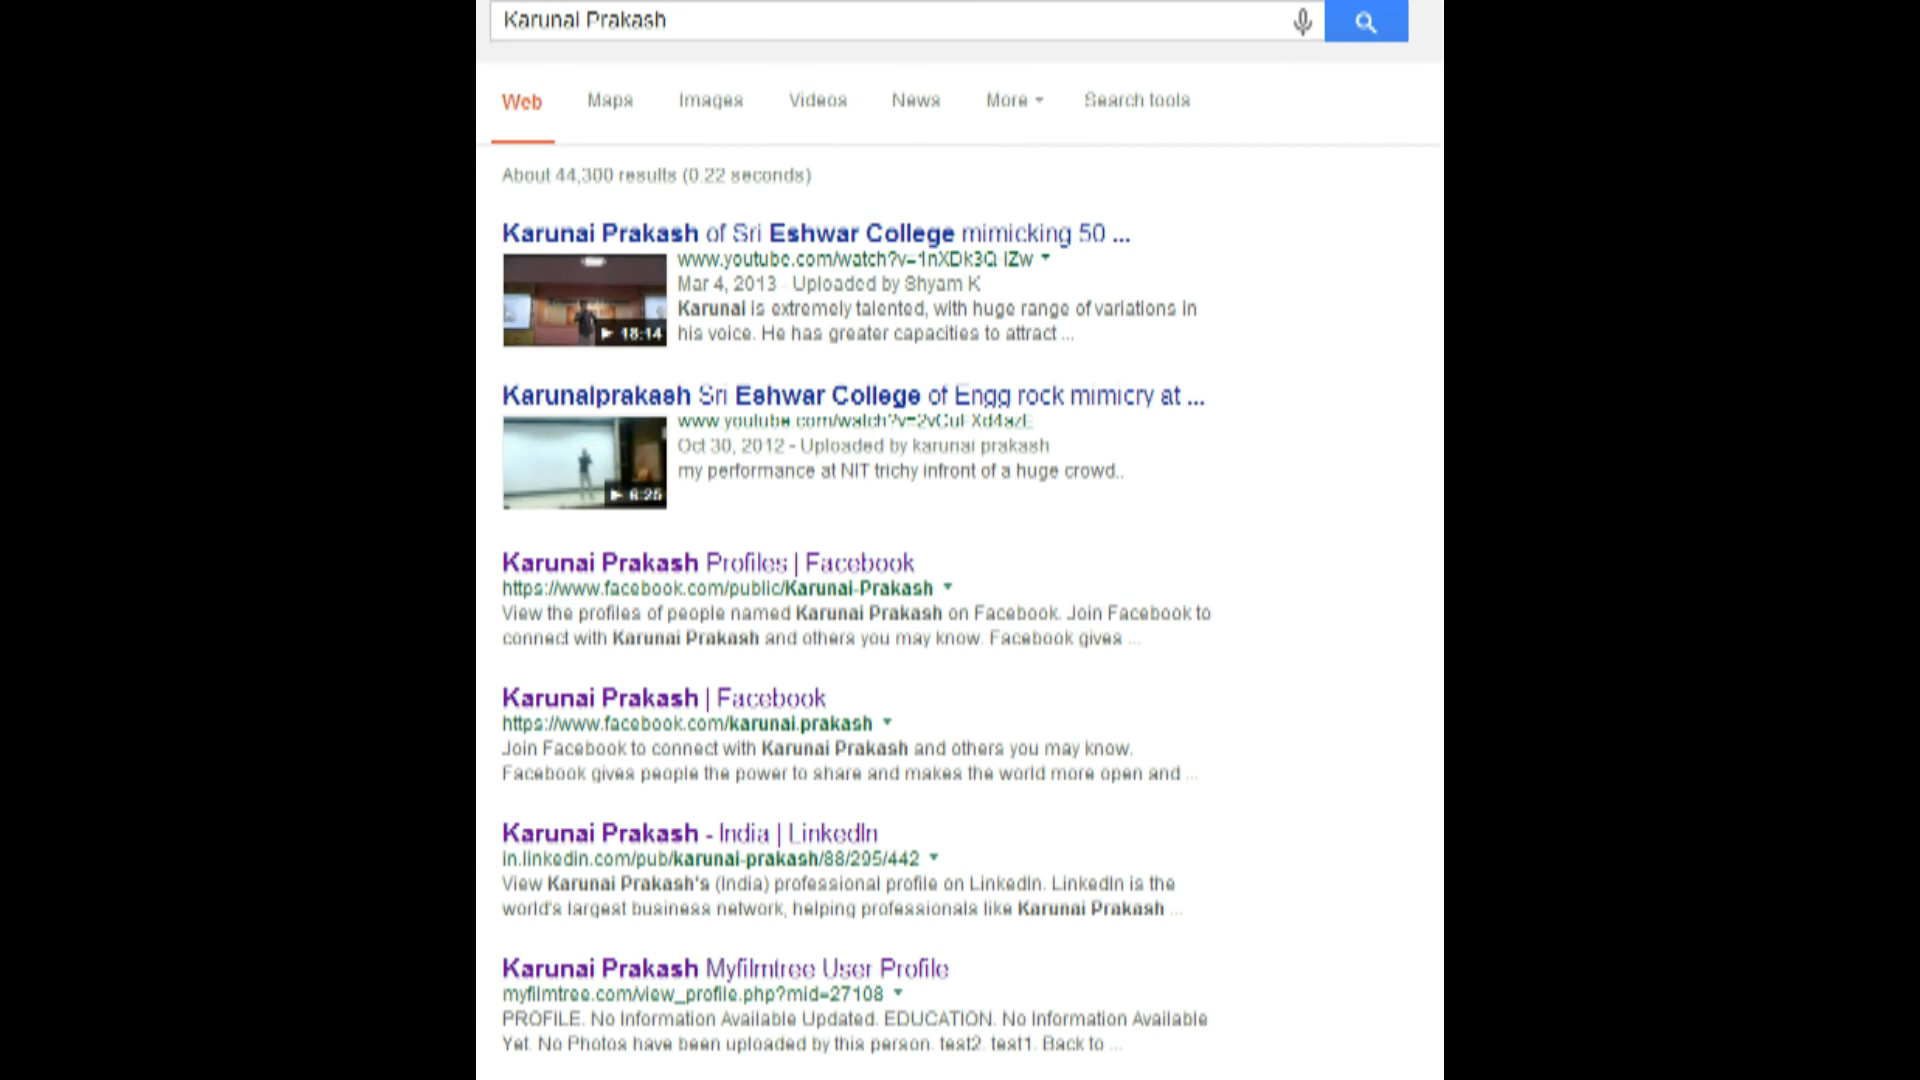 Karunai Prakash
Web Maps Images Videos News More Search tools
About 44,300 results (0.22 seconds)
Karunai Prakash of Sri Eshwar College mimicking 50 ...
www.youtube.com/watch?v=1nXDk3Q-IZw
Mar 4, 2013 - Uploaded by Shyam K
Karunai is extremely talented, with huge range of variations in
his voice. He has greater capacities to attract ...
18:14
Karunaiprakash Sri Eshwar College of Engg rock mimicry at ...
Oct 30, 2012 - Uploaded by karunai prakash
my performance at NIT trichy infront of a huge crowd..
6:25
Karunai Prakash Profiles | Facebook
https://www.facebook.com/public/Karunai-Prakash
View the profiles of people named Karunai Prakash on Facebook. Join Facebook to
connect with Karunai Prakash and others you may know. Facebook gives ...
Karunai Prakash | Facebook
https://www.facebook.com/karunai.prakash
Join Facebook to connect with Karunai Prakash and others you may know.
Facebook gives people the power to share and makes the world more open and ...
Karunai Prakash - India | LinkedIn
in.linkedin.com/pub/karunai-prakash/88/295/442
View Karunai Prakash's (India) professional profile on LinkedIn. LinkedIn is the
world's largest business network, helping professionals like Karunai Prakash ...
Karunai Prakash Myfilmtree User Profile
myfilmtree.com/view_profile.php?mid=27108
PROFILE. No Information Available Updated. EDUCATION. No Information Available
Yet. No Photos have been uploaded by this person. test2. test1. Back to ...